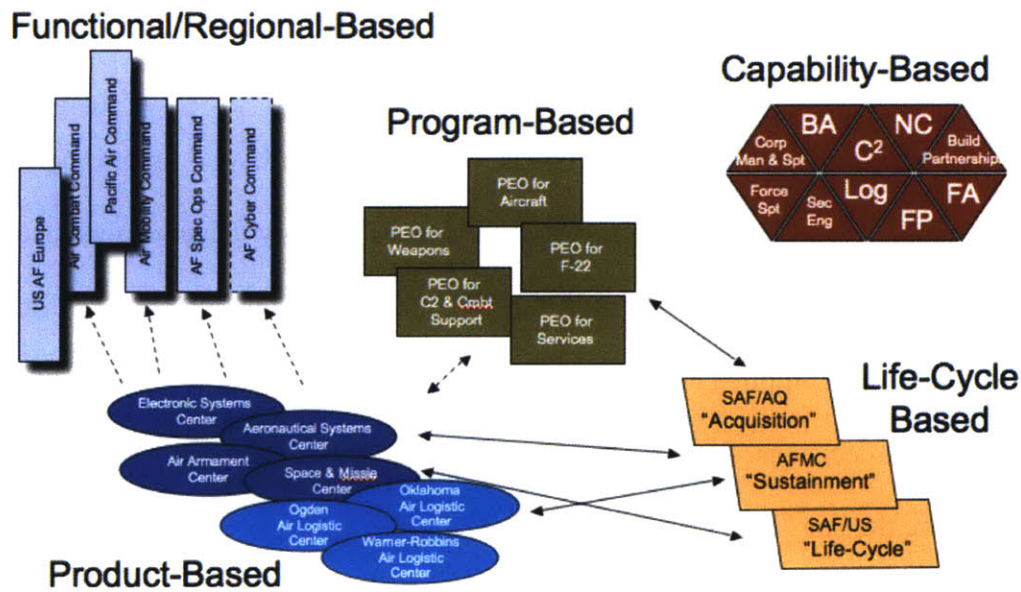 Functional/Regional-Based
US AF Europe
Air Combat Command
Pacific Air Command
Air Mobility Command
AF Spec Ops Command
AF Cyber Command
Program-Based
PEO for
Aircraft
PEO for
Weapons
PEO for
F-22
PEO for
C2 & Cmbt
Support
PEO for
Services
Capability-Based
Corp
Man & Spt
BA
C²
NC
Build
Partnership
Force
Spt
Sec
Eng
Log
FP
FA
Life-Cycle
Based
SAF/AQ
"Acquisition"
AFMC
"Sustainment"
SAF/US
"Life-Cycle"
Electronic Systems
Center
Aeronautical Systems
Center
Air Armament
Center
Space & Missle
Center
Oklahoma
Air Logistic
Center
Ogden
Air Logistic
Center
Warner-Robbins
Air Logistic
Center
Product-Based